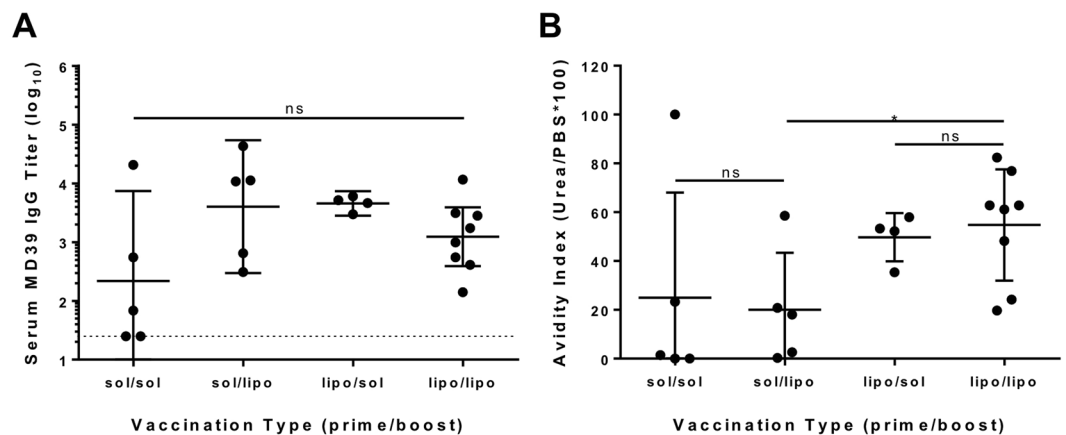 A
Serum MD39 IgG Titer (log10)
6
5
4
3
2
1
ns
sol/sol
sol/lipo
lipo/sol
lipo/lipo
Vaccination Type (prime/boost)
B
Avidity Index (Urea/PBS*100)
120
100
80
60
40
20
0
*
ns
ns
sol/sol
sol/lipo
lipo/sol
lipo/lipo
Vaccination Type (prime/boost)